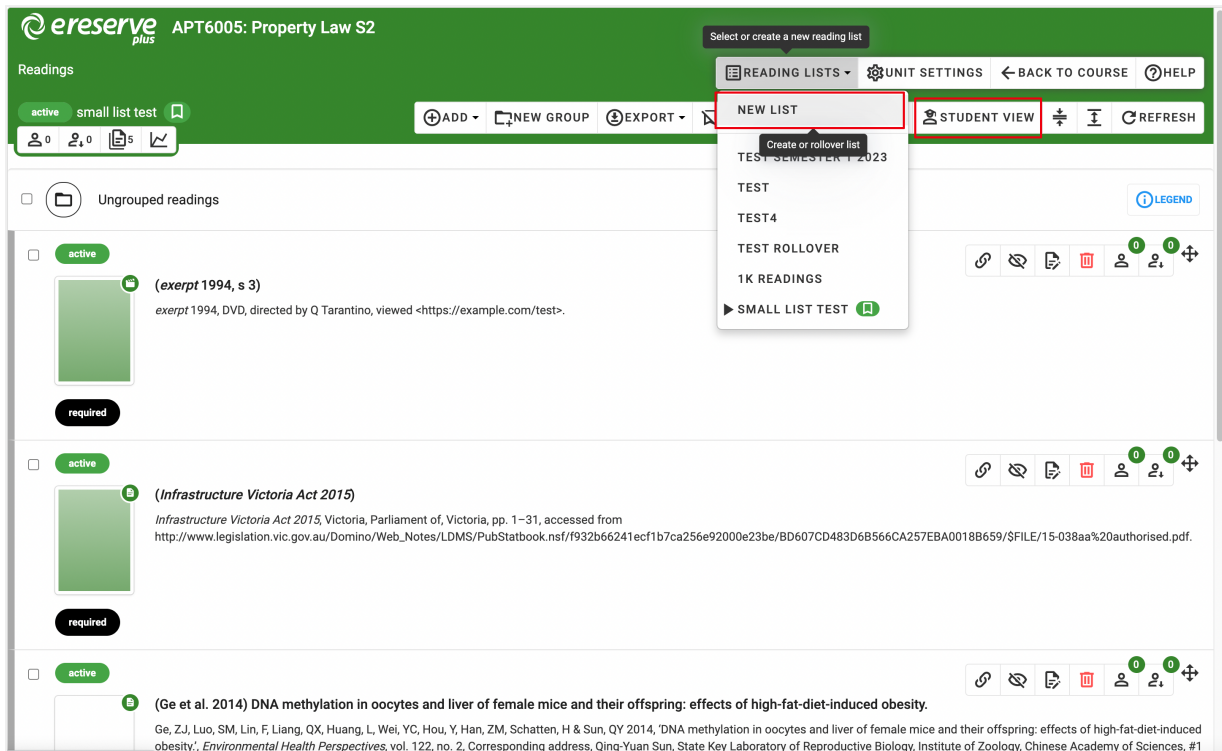 ereserve plus APT6005: Property Law S2
Select or create a new reading list
Readings
READING LISTS UNIT SETTINGS BACK TO COURSE HELP
active small list test
ADD NEW GROUP EXPORT STUDENT VIEW REFRESH
0 0 5
NEW LIST
Create or rollover list
TEST SEMESTER 1 2023
TEST
TEST4
TEST ROLLOVER
1K READINGS
SMALL LIST TEST
Ungrouped readings
LEGEND
active
0 0
(exerpt 1994, s 3)
exerpt 1994, DVD, directed by Q Tarantino, viewed <https://example.com/test>.
required
active
0 0
(Infrastructure Victoria Act 2015)
Infrastructure Victoria Act 2015, Victoria, Parliament of, Victoria, pp. 1–31, accessed from
http://www.legislation.vic.gov.au/Domino/Web_Notes/LDMS/PubStatbook.nsf/f932b66241ecf1b7ca256e92000e23be/BD607CD483D6B566CA257EBA0018B659/$FILE/15-038aa%20authorised.pdf.
required
active
0 0
(Ge et al. 2014) DNA methylation in oocytes and liver of female mice and their offspring: effects of high-fat-diet-induced obesity.
Ge, ZJ, Luo, SM, Lin, F, Liang, QX, Huang, L, Wei, YC, Hou, Y, Han, ZM, Schatten, H & Sun, QY 2014, 'DNA methylation in oocytes and liver of female mice and their offspring: effects of high-fat-diet-induced
obesity.', Environmental Health Perspectives, vol. 122, no. 2, Corresponding address, Qing-Yuan Sun, State Key Laboratory of Reproductive Biology, Institute of Zoology, Chinese Academy of Sciences, #1